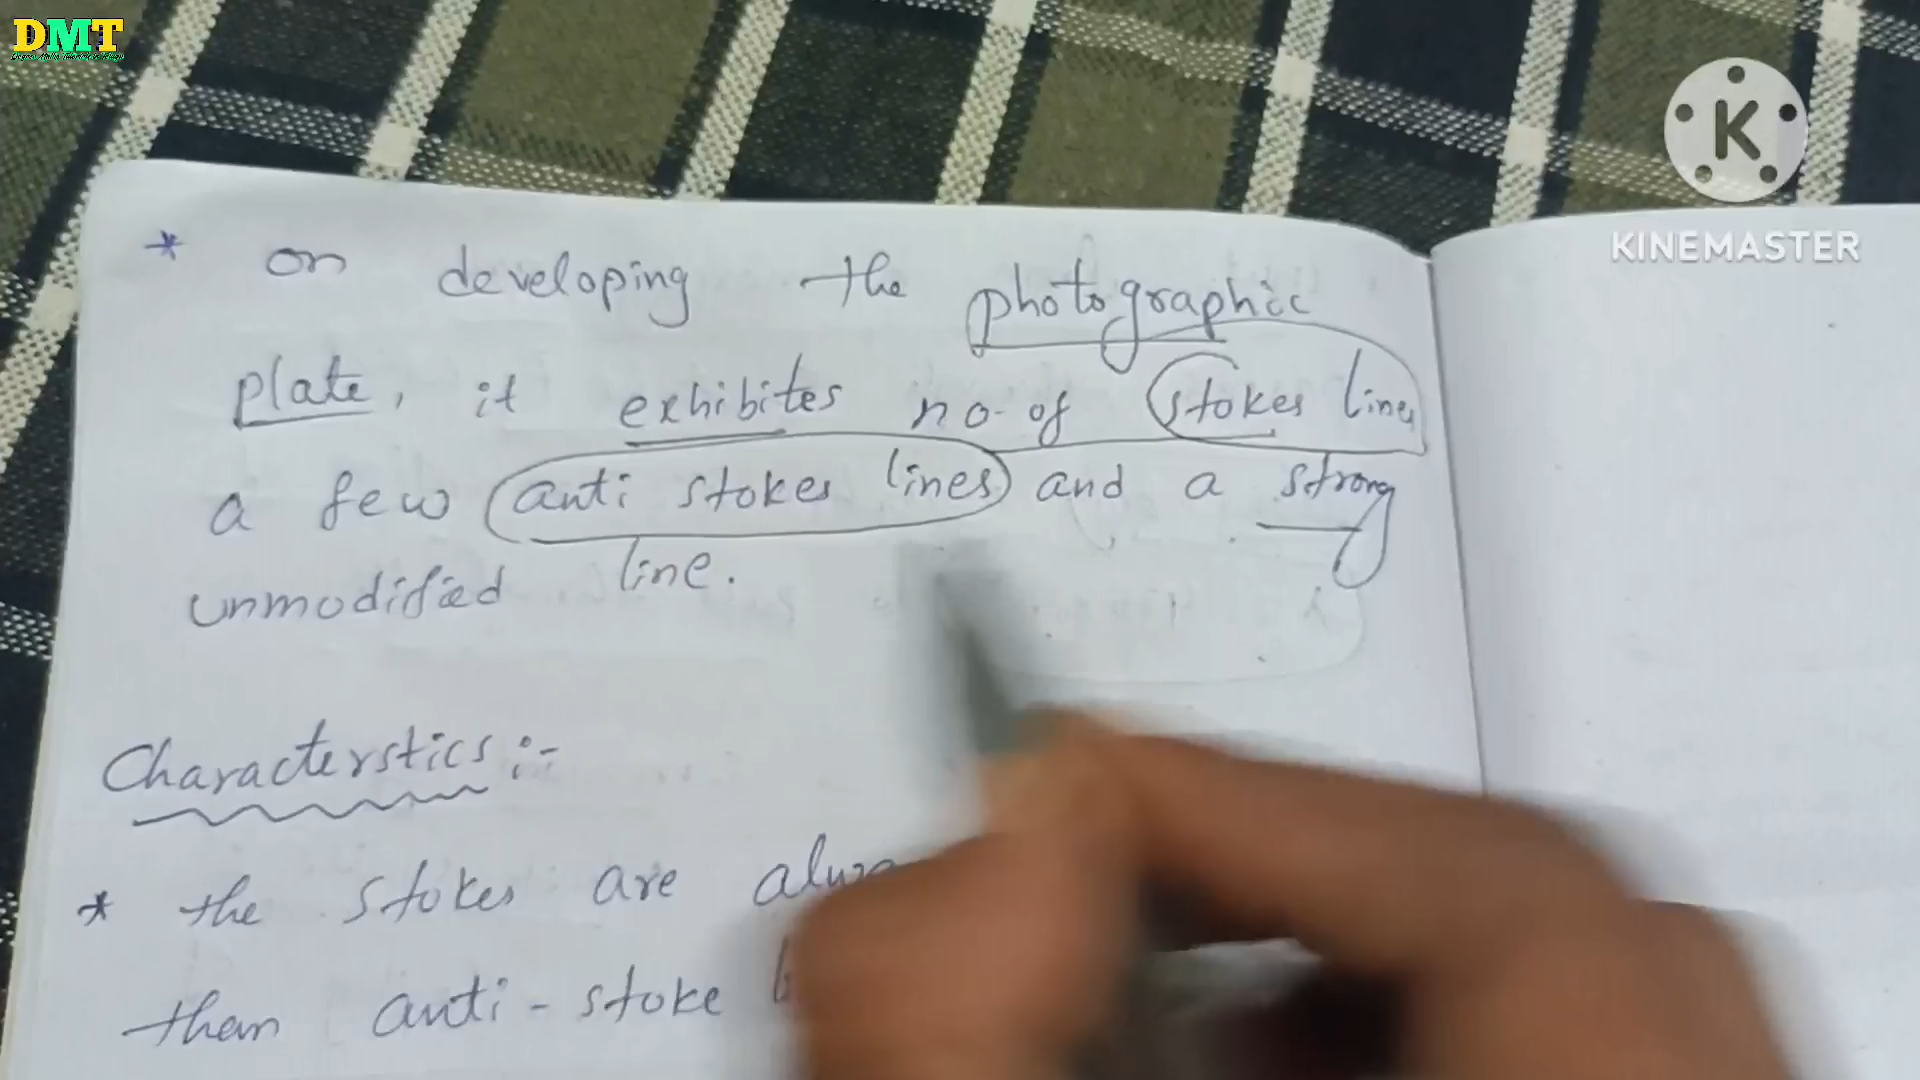 DMT
K
KINEMASTER
* on developing the photographic
plate, it exhibites no. of stokes lines
a few anti stokes lines and a strong
unmodified line.
Characterstics :-
* the stokes are
than anti-stoke